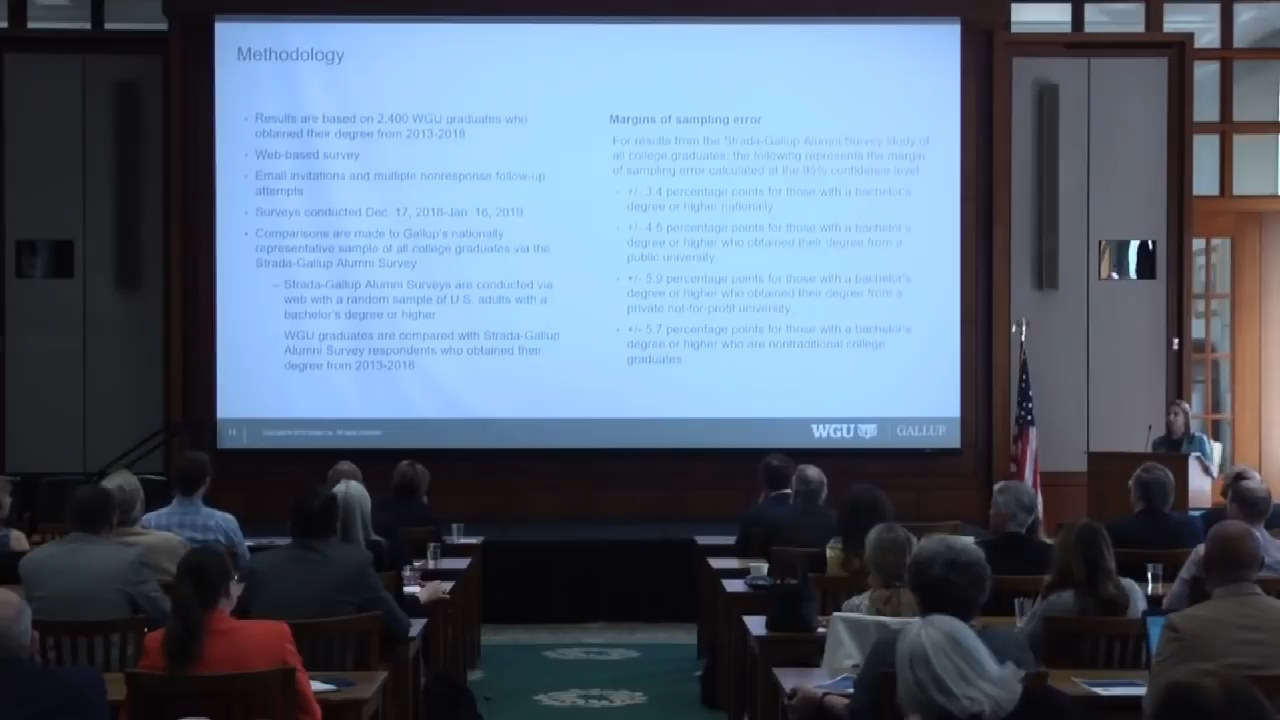 Methodology
Results are based on 2,400 WGU graduates who
obtained their degree from 2013-2018
Web-based survey
Email invitations and multiple nonresponse follow-up
attempts
Surveys conducted Dec. 17, 2018-Jan. 16, 2019
Comparisons are made to Gallup's nationally
representative sample of all college graduates via the
Strada-Gallup Alumni Survey
– Strada-Gallup Alumni Surveys are conducted via
web with a random sample of U.S. adults with a
bachelor's degree or higher
WGU graduates are compared with Strada-Gallup
Alumni Survey respondents who obtained their
degree from 2013-2018
Margins of sampling error
For results from the Strada-Gallup Alumni Survey study of
all college graduates, the following represents the margin
of sampling error calculated at the 95% confidence level
+/- 3.4 percentage points for those with a bachelor's
degree or higher nationally
+/- 4.5 percentage points for those with a bachelor's
degree or higher who obtained their degree from a
public university
+/- 5.9 percentage points for those with a bachelor's
degree or higher who obtained their degree from a
private not-for-profit university
+/- 5.7 percentage points for those with a bachelor's
degree or higher who are nontraditional college
graduates
WGU GALLUP